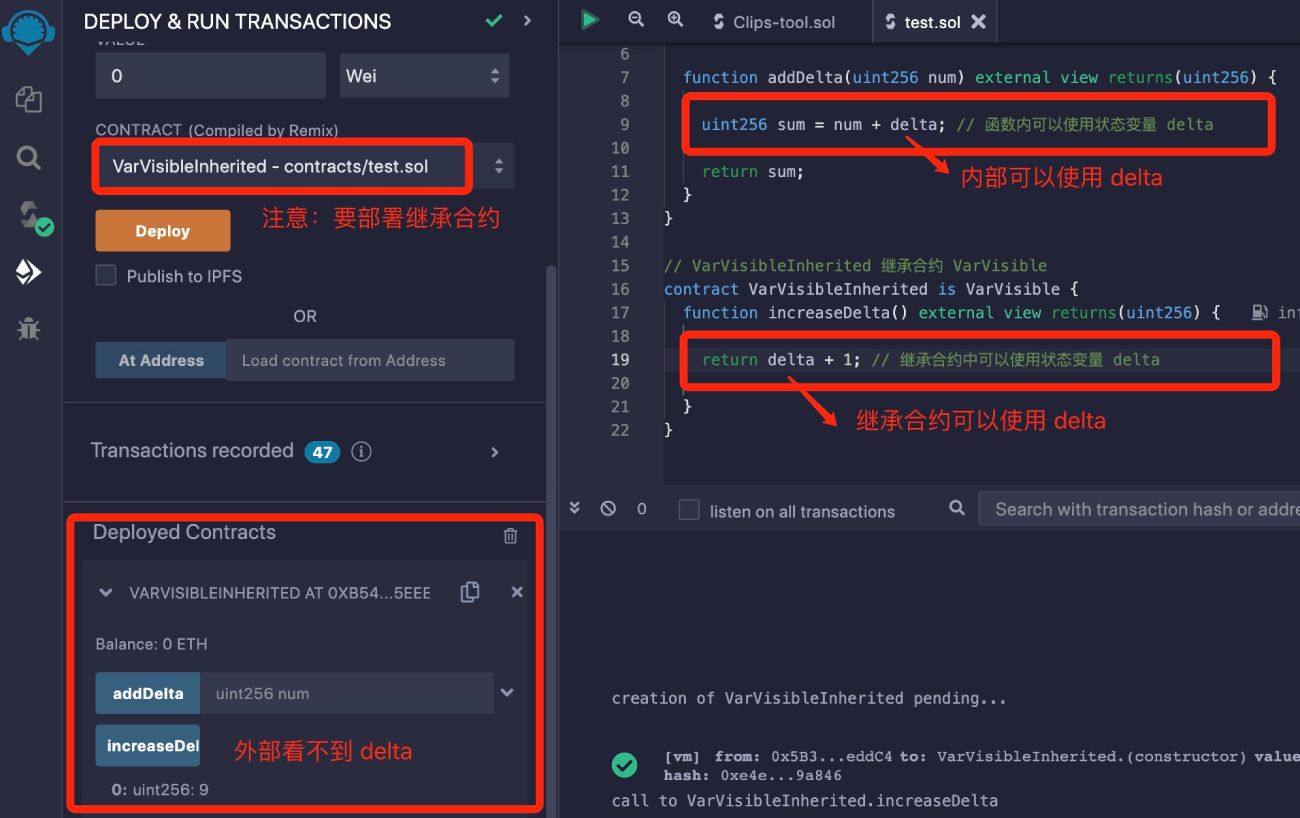 DEPLOY & RUN TRANSACTIONS
VALUE
0
Wei
CONTRACT (Compiled by Remix)
VarVisibleInherited - contracts/test.sol
Deploy
注意：要部署继承合约
Publish to IPFS
OR
At Address
Load contract from Address
Transactions recorded 47 i
Deployed Contracts
VARVISIBLEINHERITED AT 0XB54...5EEE
Balance: 0 ETH
addDelta
uint256 num
increaseDel
外部看不到 delta
0: uint256: 9
Clips-tool.sol
test.sol
6
7 function addDelta(uint256 num) external view returns(uint256) {
8
9 uint256 sum = num + delta; // 函数内可以使用状态变量 delta
10
11 return sum;
内部可以使用 delta
12 }
13 }
14
15 // VarVisibleInherited 继承合约 VarVisible
16 contract VarVisibleInherited is VarVisible {
17 function increaseDelta() external view returns(uint256) { inf
18
19 return delta + 1; // 继承合约中可以使用状态变量 delta
20
21 }
继承合约可以使用 delta
22 }
0
listen on all transactions
Search with transaction hash or addre
creation of VarVisibleInherited pending...
[vm] from: 0x5B3...eddC4 to: VarVisibleInherited.(constructor) value
hash: 0xe4e...9a846
call to VarVisibleInherited.increaseDelta